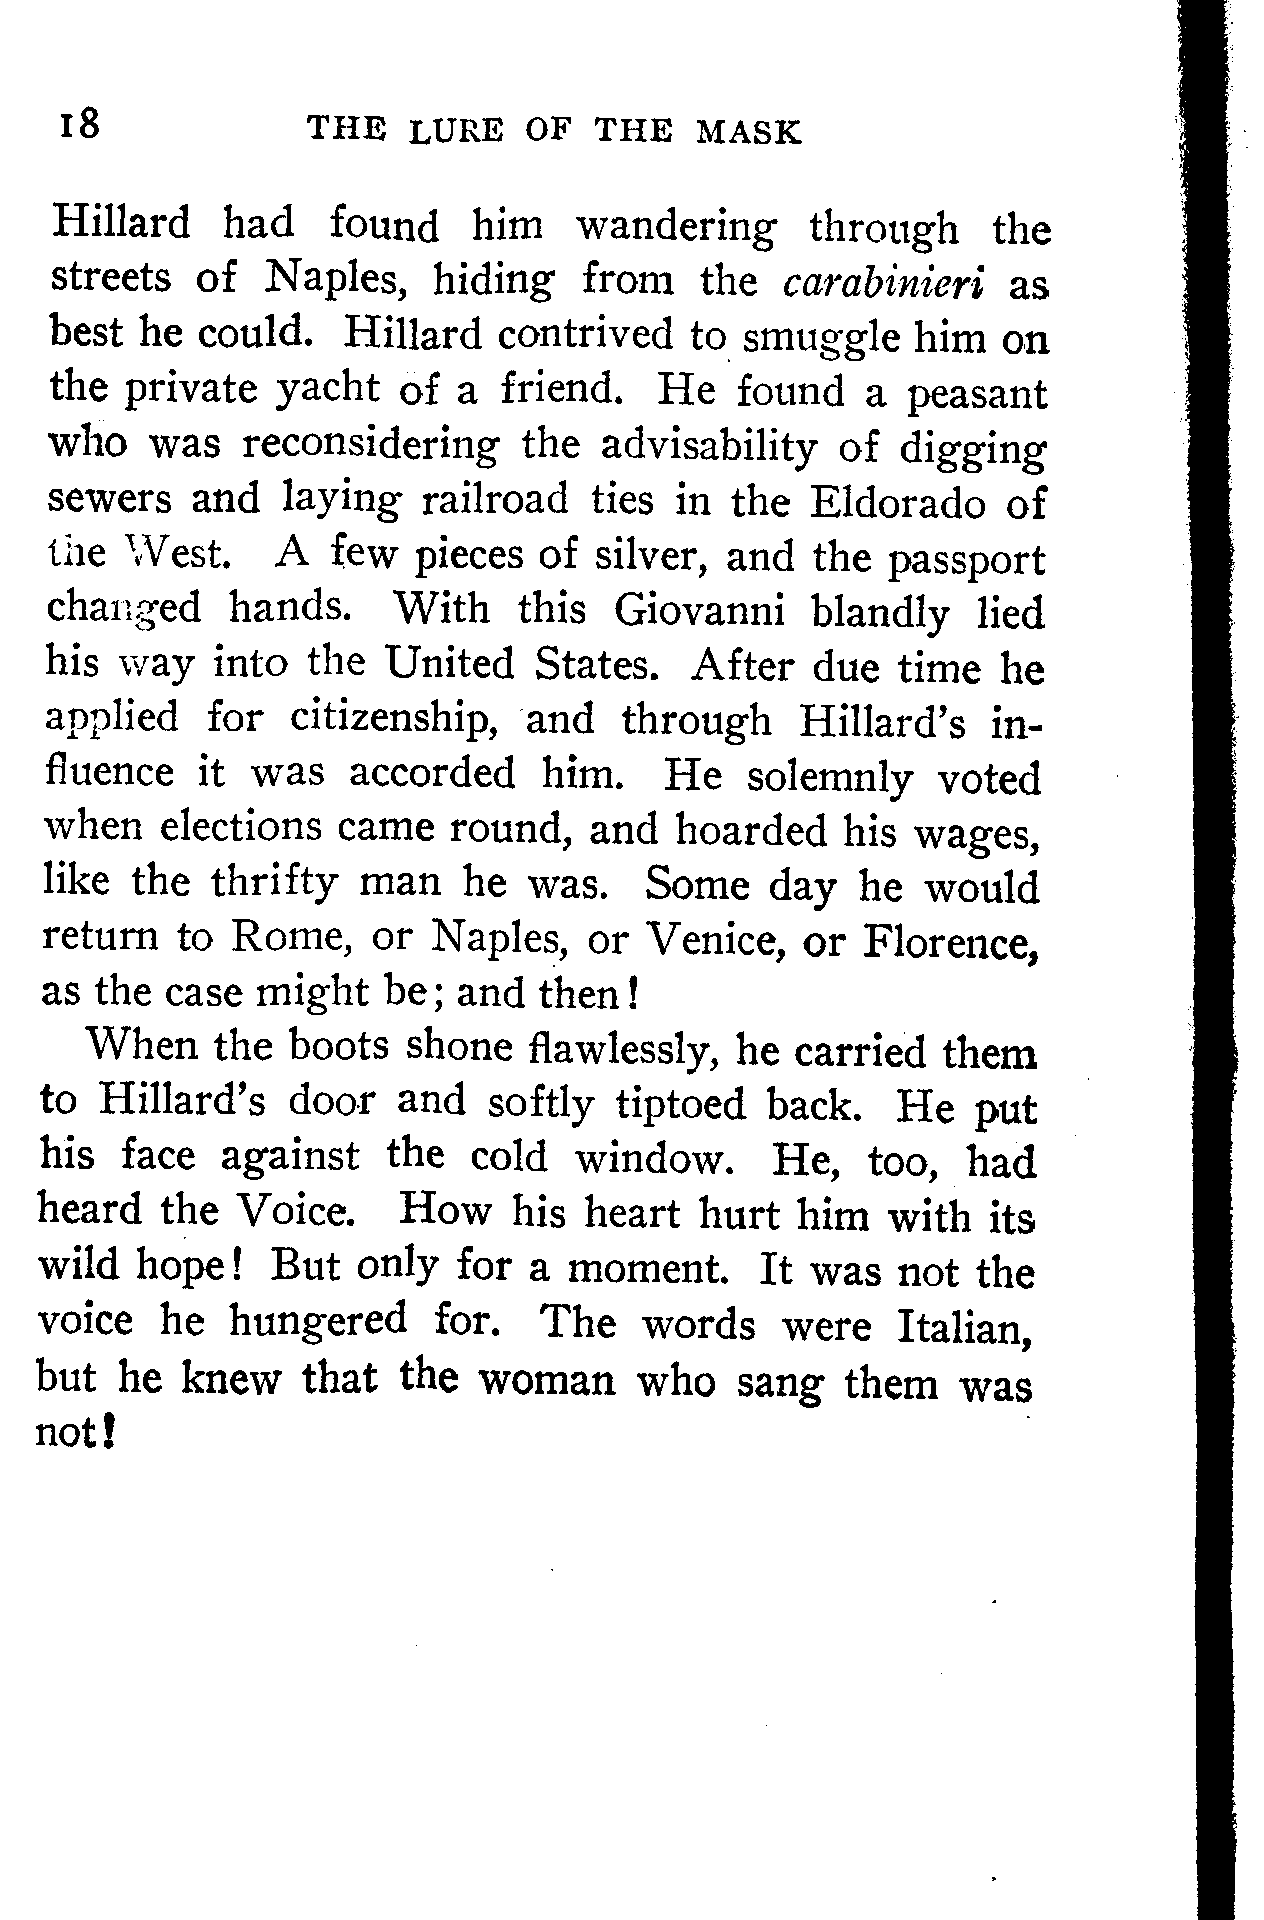 18 THE LURE OF THE MASK
Hillard had found him wandering through the
streets of Naples, hiding from the carabinieri as
best he could. Hillard contrived to smuggle him on
the private yacht of a friend. He found a peasant
who was reconsidering the advisability of digging
sewers and laying railroad ties in the Eldorado of
the West. A few pieces of silver, and the passport
changed hands. With this Giovanni blandly lied
his way into the United States. After due time he
applied for citizenship, and through Hillard's in-
fluence it was accorded him. He solemnly voted
when elections came round, and hoarded his wages,
like the thrifty man he was. Some day he would
return to Rome, or Naples, or Venice, or Florence,
as the case might be; and then!
When the boots shone flawlessly, he carried them
to Hillard's door and softly tiptoed back. He put
his face against the cold window. He, too, had
heard the Voice. How his heart hurt him with its
wild hope! But only for a moment. It was not the
voice he hungered for. The words were Italian,
but he knew that the woman who sang them was
not!